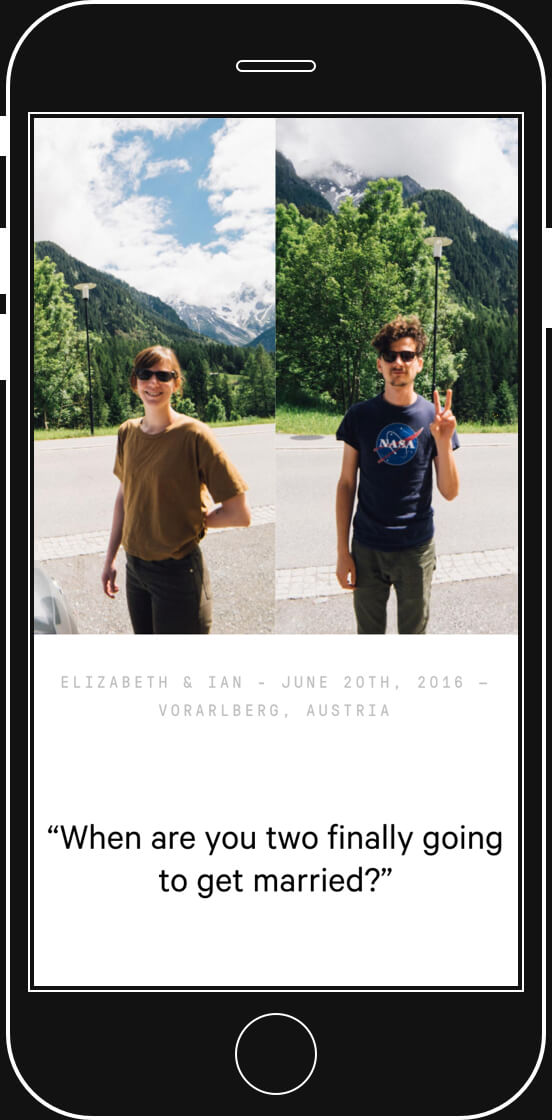 NASA
ELIZABETH & IAN - JUNE 20TH, 2016 –
VORARLBERG, AUSTRIA
“When are you two finally going
to get married?”